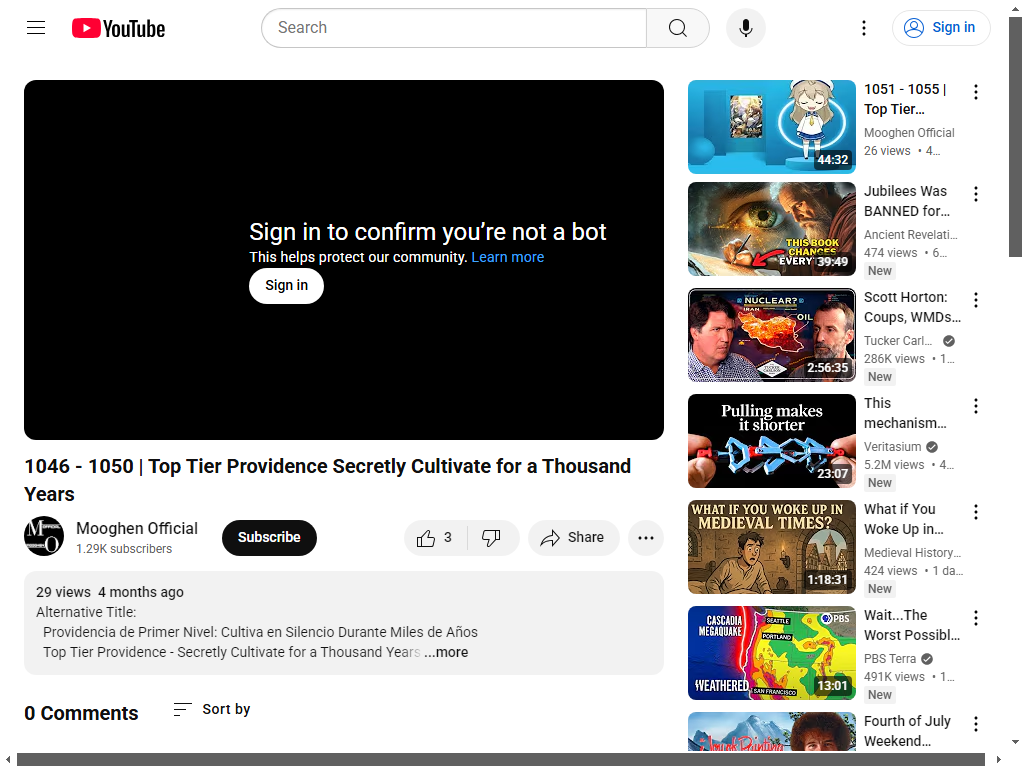 YouTube
Search
Sign in
Sign in to confirm you're not a bot
This helps protect our community. Learn more
Sign in
1046 - 1050 | Top Tier Providence Secretly Cultivate for a Thousand
Years
Mooghen Official
1.29K subscribers
Subscribe
3
Share
29 views 4 months ago
Alternative Title:
Providencia de Primer Nivel: Cultiva en Silencio Durante Miles de Años
Top Tier Providence - Secretly Cultivate for a Thousand Years ...more
0 Comments
Sort by
44:32
1051 - 1055 |
Top Tier...
Mooghen Official
26 views • 4...
THIS BOOK
CHANGES
EVERYT
39:49
Jubilees Was
BANNED for...
Ancient Revelati...
474 views • 6...
New
NUCLEAR?
IRAN
OIL
2:56:35
Scott Horton:
Coups, WMDs...
Tucker Carl...
286K views • 1...
New
Pulling makes
it shorter
23:07
This
mechanism...
Veritasium
5.2M views • 4...
New
WHAT IF YOU WOKE UP IN
MEDIEVAL TIMES?
1:18:31
What if You
Woke Up in...
Medieval History...
424 views • 1 da...
New
CASCADIA
MEGAQUAKE
SEATTLE
PORTLAND
PBS
WEATHERED
SAN FRANCISCO
13:01
Wait...The
Worst Possibl...
PBS Terra
491K views • 1...
New
Fourth of July
Weekend...